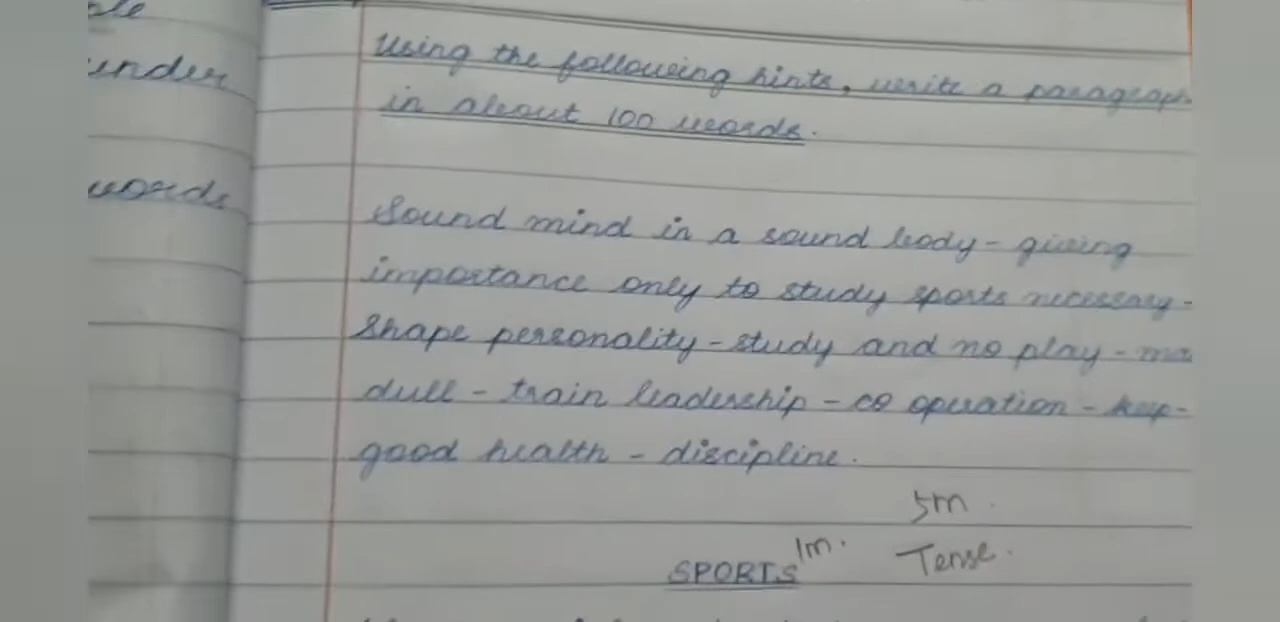 under
words
Using the following hints, write a paragraph
in about 100 words.
Sound mind in a sound body - giving
importance only to study sports necessary -
shape personality - study and no play -
dull - train leadership - co operation - keep -
good health - discipline.
5m.
SPORTS 1m. Tense.